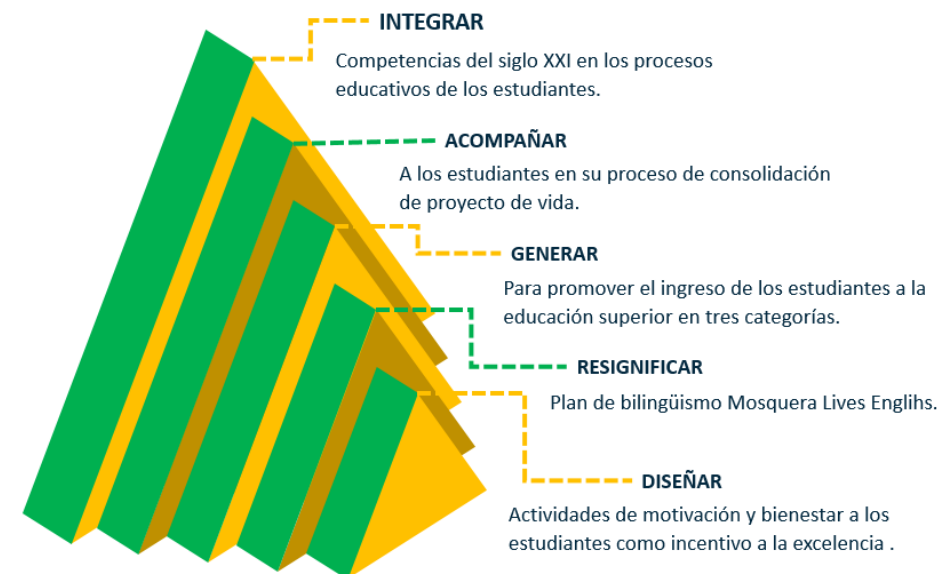 INTEGRAR
Competencias del siglo XXI en los procesos
educativos de los estudiantes.
ACOMPAÑAR
A los estudiantes en su proceso de consolidación
de proyecto de vida.
GENERAR
Para promover el ingreso de los estudiantes a la
educación superior en tres categorías.
RESIGNIFICAR
Plan de bilingüismo Mosquera Lives Englihs.
DISEÑAR
Actividades de motivación y bienestar a los
estudiantes como incentivo a la excelencia .